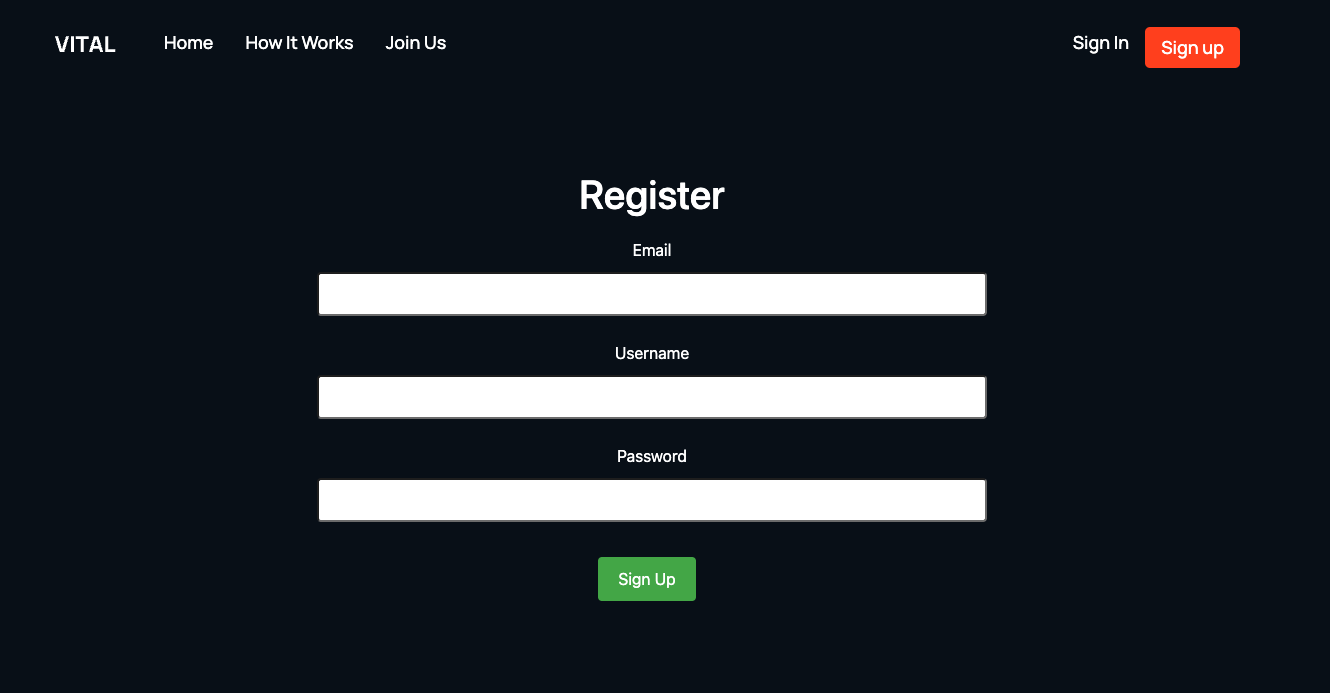 VITAL Home How It Works Join Us Sign In Sign up
Register
Email
Username
Password
Sign Up